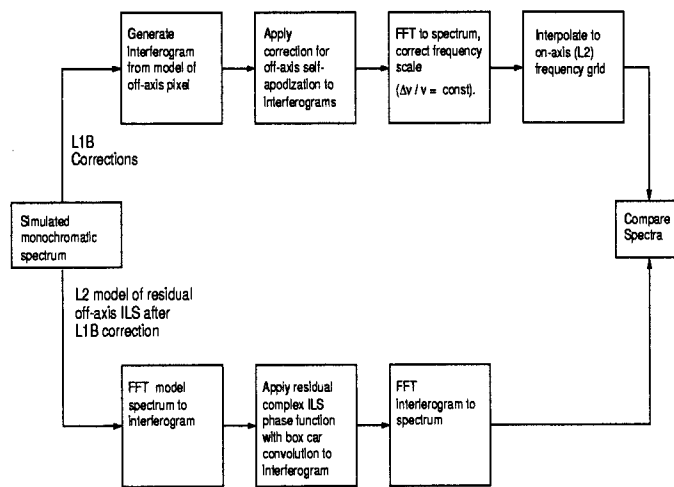 Generate
Interferogram
from model of
off-axis pixel
Apply
correction for
off-axis self-
apodization to
Interferograms
FFT to spectrum,
correct frequency
scale
(Δν / ν = const).
Interpolate to
on-axis (L2)
frequency grid
L1B
Corrections
Simulated
monochromatic
spectrum
Compare
Spectra
L2 model of residual
off-axis ILS after
L1B correction
FFT model
spectrum to
interferogram
Apply residual
complex ILS
phase function
with box car
convolution to
Interferogram
FFT
Interferogram to
spectrum